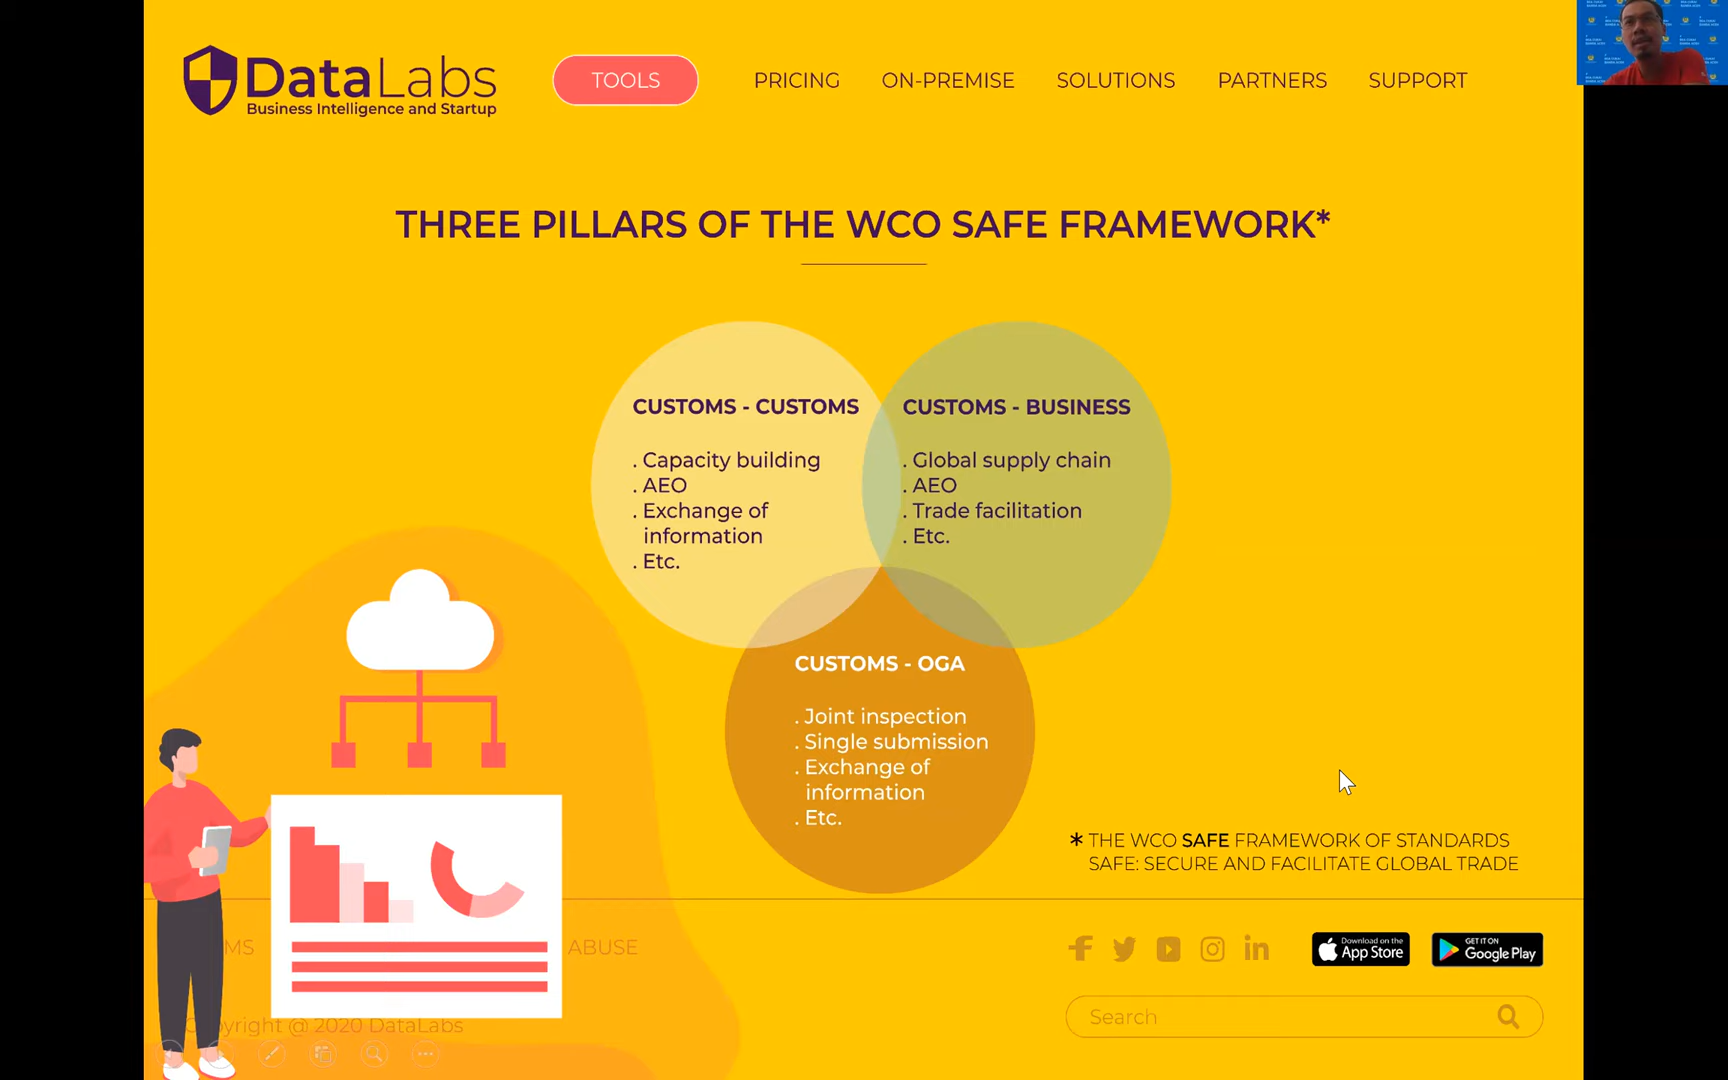 DataLabs
Business Intelligence and Startup
TOOLS
PRICING
ON-PREMISE
SOLUTIONS
PARTNERS
SUPPORT
THREE PILLARS OF THE WCO SAFE FRAMEWORK*
CUSTOMS - CUSTOMS
. Capacity building
. AEO
. Exchange of
information
. Etc.
CUSTOMS - BUSINESS
. Global supply chain
. AEO
. Trade facilitation
. Etc.
CUSTOMS - OGA
. Joint inspection
. Single submission
. Exchange of
information
. Etc.
* THE WCO SAFE FRAMEWORK OF STANDARDS
SAFE: SECURE AND FACILITATE GLOBAL TRADE
MS
ABUSE
Download on the
App Store
GET IT ON
Google Play
Copyright @ 2020 DataLabs
Search